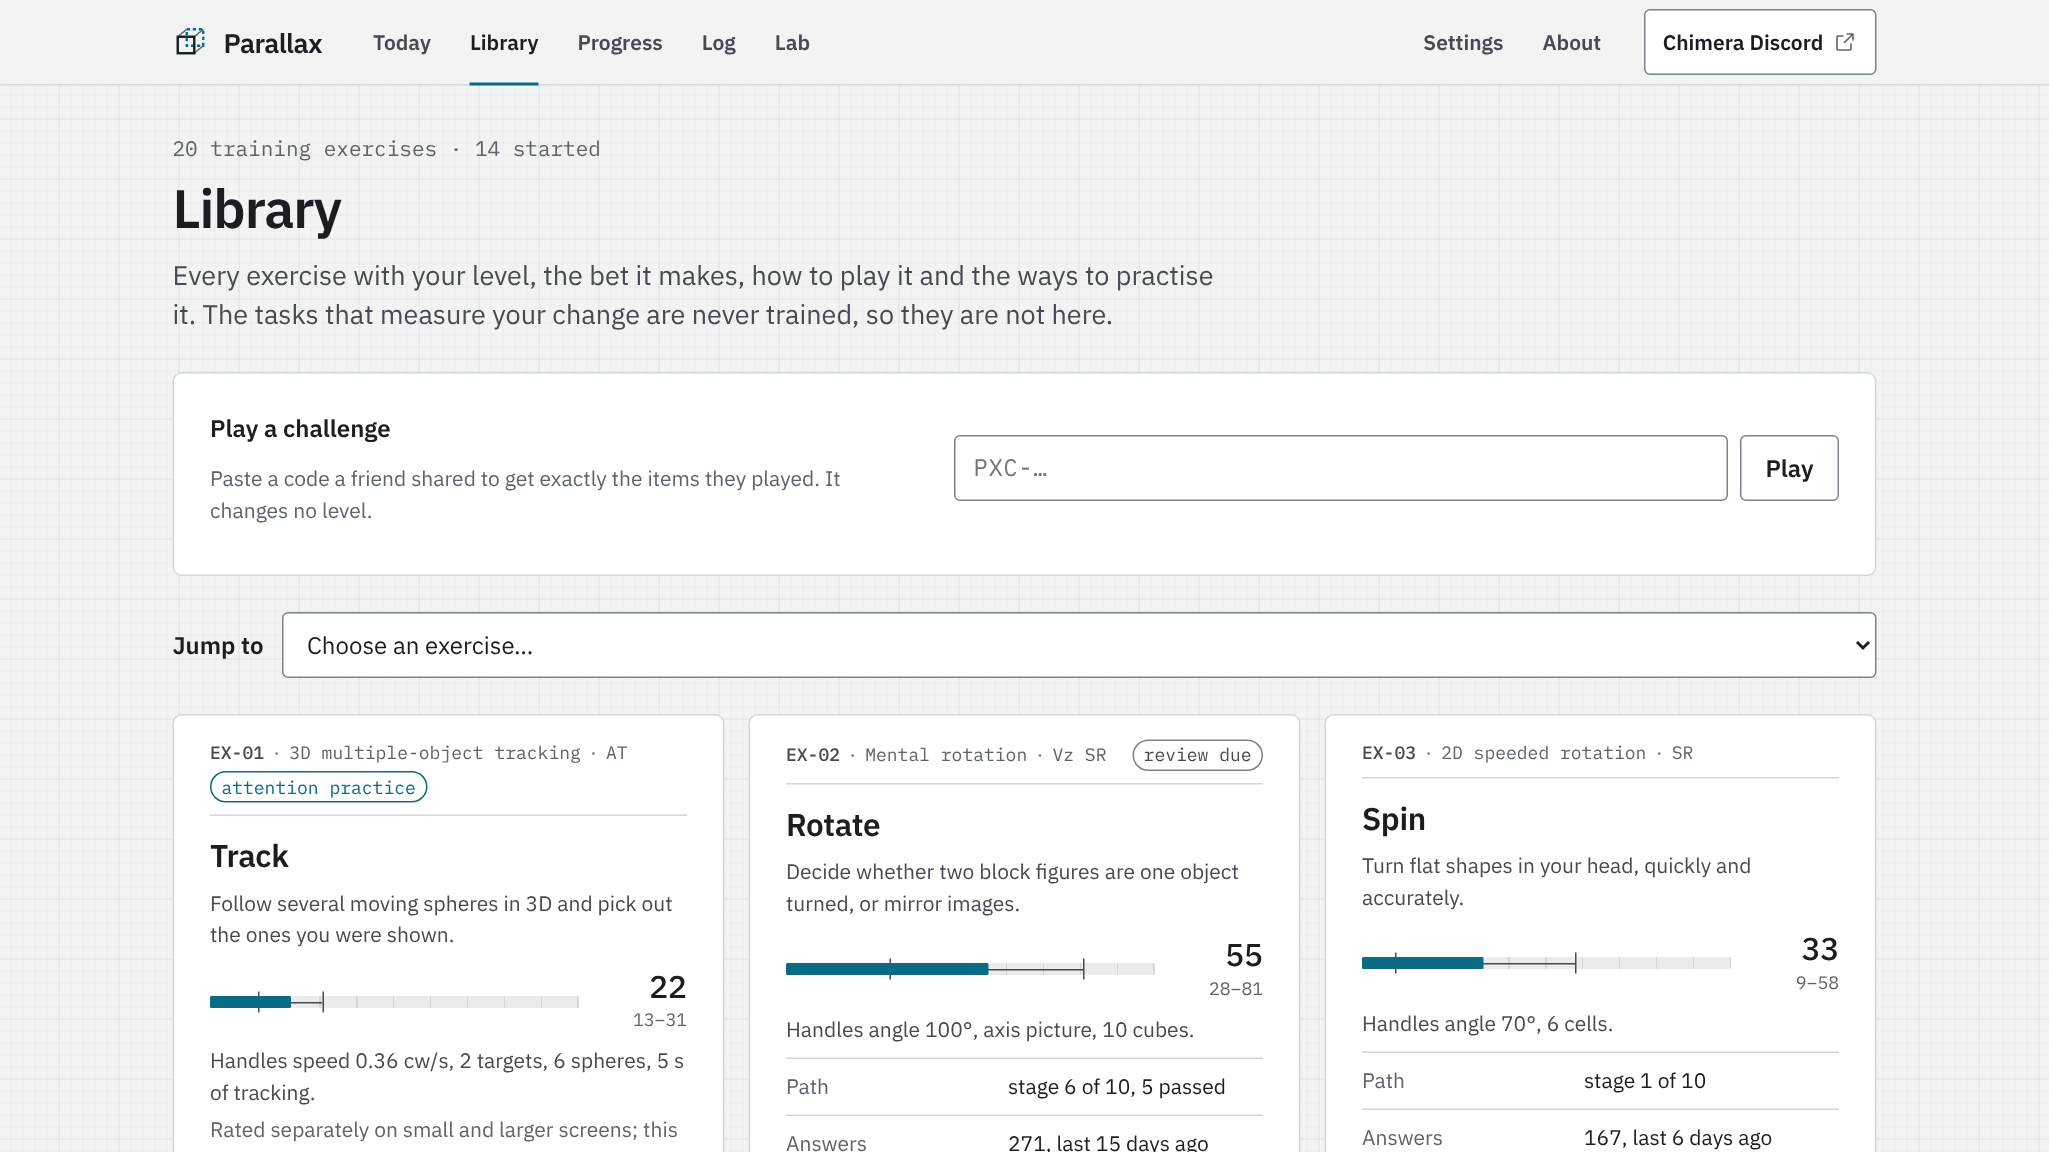 Parallax
Today
Library
Progress
Log
Lab
Settings
About
Chimera Discord
20 training exercises · 14 started
Library
Every exercise with your level, the bet it makes, how to play it and the ways to practise
it. The tasks that measure your change are never trained, so they are not here.
Play a challenge
Paste a code a friend shared to get exactly the items they played. It
changes no level.
PXC-…
Play
Jump to
Choose an exercise...
EX-01 · 3D multiple-object tracking · AT
attention practice
Track
Follow several moving spheres in 3D and pick out
the ones you were shown.
22
13–31
Handles speed 0.36 cw/s, 2 targets, 6 spheres, 5 s
of tracking.
Rated separately on small and larger screens; this
EX-02 · Mental rotation · Vz SR
review due
Rotate
Decide whether two block figures are one object
turned, or mirror images.
55
28–81
Handles angle 100°, axis picture, 10 cubes.
Path
stage 6 of 10, 5 passed
Answers
271, last 15 days ago
EX-03 · 2D speeded rotation · SR
Spin
Turn flat shapes in your head, quickly and
accurately.
33
9–58
Handles angle 70°, 6 cells.
Path
stage 1 of 10
Answers
167, last 6 days ago